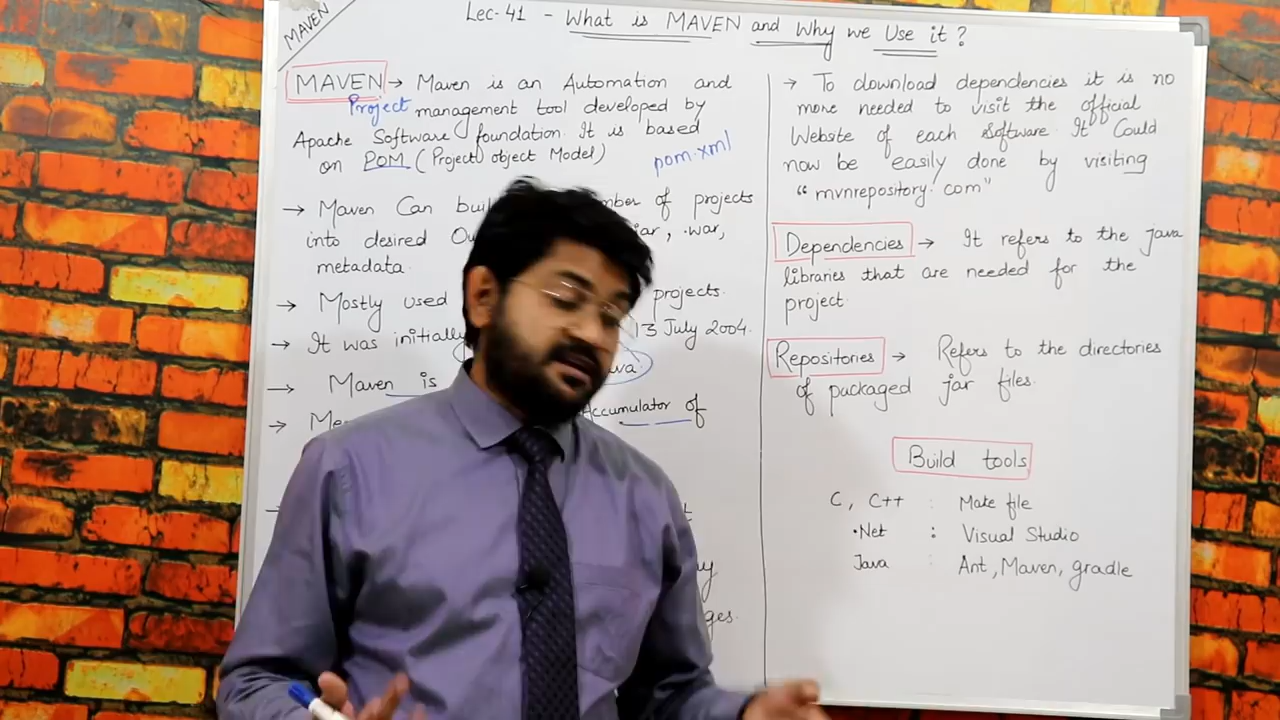 MAVEN
Lec-41 - What is MAVEN and Why we Use it?
MAVEN → Maven is an Automation and
Project management tool developed by
Apache Software foundation. It is based
on POM (Project object Model)
pom.xml
→ Maven Can mber of projects
into desired .war,
metadata.
→ Mostly used projects.
→ It was initially 13 July 2004.
→ Maven is ava.
→ Accumulator of
ges.
→ To download dependencies it is no
more needed to visit the official
Website of each Software. It Could
now be easily done by visiting
"mvnrepository.com"
Dependencies → It refers to the java
libraries that are needed for the
project.
Repositories → Refers to the directories
of packaged jar files.
Build tools
C, C++ : Make file
.Net : Visual Studio
Java : Ant, Maven, gradle